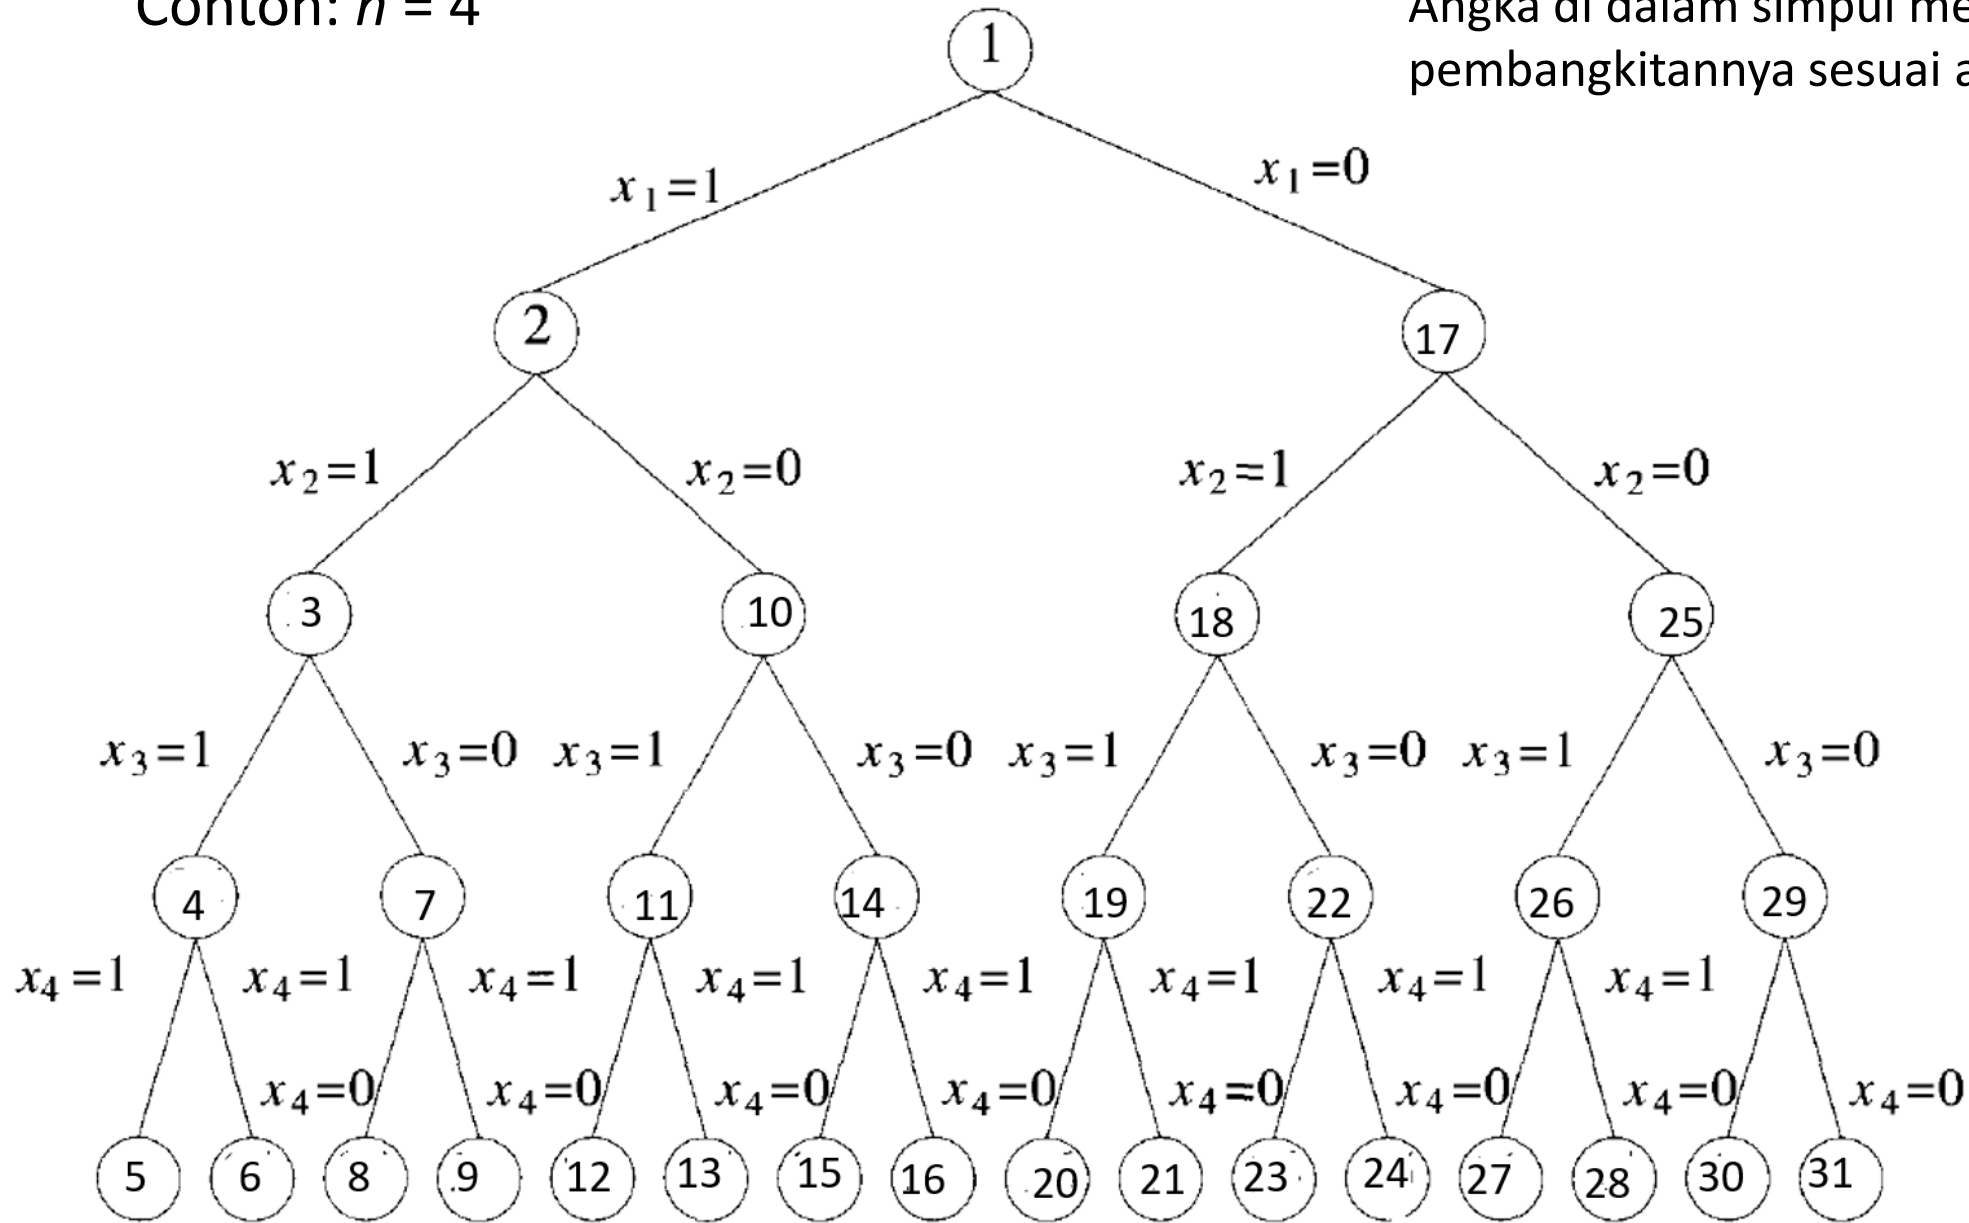 Contoh: n = 4
Angka di dalam simpul
pembangkitannya sesuai
1
x1=1 x1=0
2 17
x2=1 x2=0 x2=1 x2=0
3 10 18 25
x3=1 x3=0 x3=1 x3=0 x3=1 x3=0 x3=1 x3=0
4 7 11 14 19 22 26 29
x4=1 x4=1 x4=1 x4=1 x4=1 x4=1 x4=1 x4=1
x4=0 x4=0 x4=0 x4=0 x4=0 x4=0 x4=0 x4=0
5 6 8 9 12 13 15 16 20 21 23 24 27 28 30 31